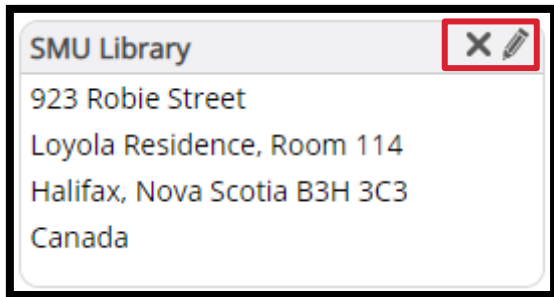 SMU Library
923 Robie Street
Loyola Residence, Room 114
Halifax, Nova Scotia B3H 3C3
Canada